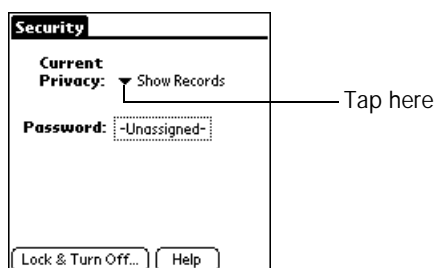 Security
Current
Privacy: Show Records
Tap here
Password: -Unassigned-
Lock & Turn Off... Help